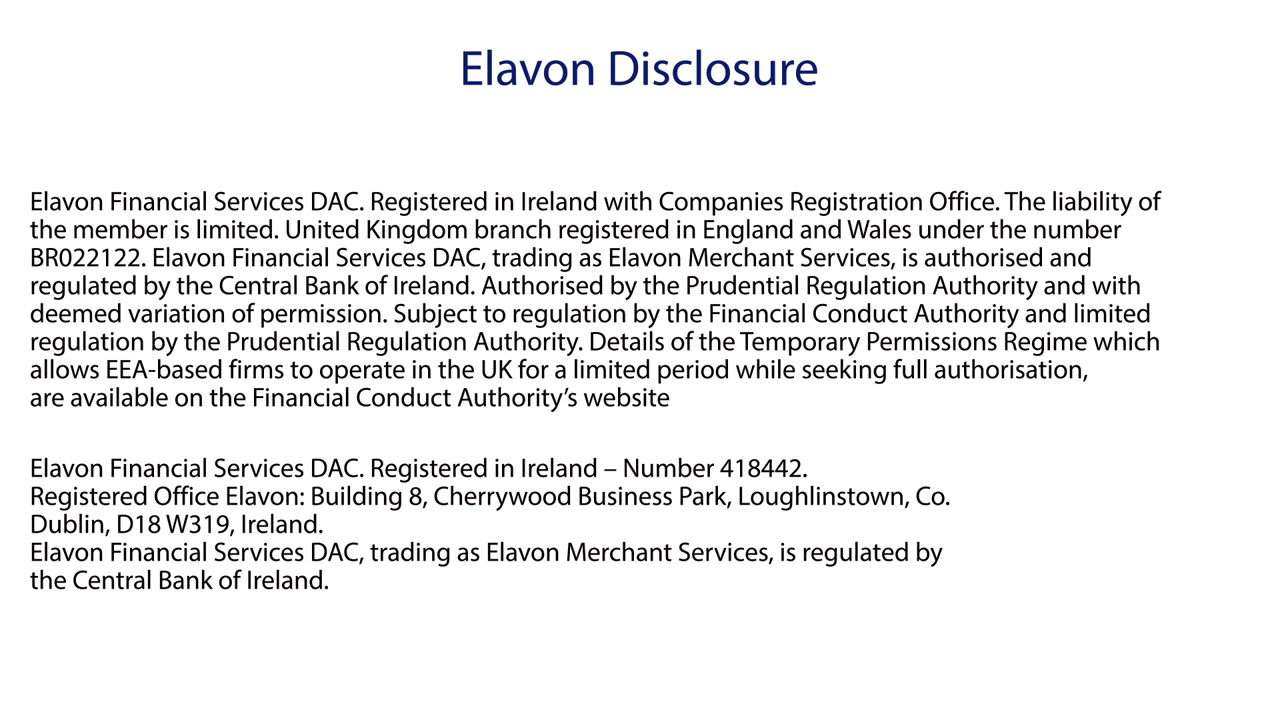 Elavon Disclosure
Elavon Financial Services DAC. Registered in Ireland with Companies Registration Office. The liability of
the member is limited. United Kingdom branch registered in England and Wales under the number
BR022122. Elavon Financial Services DAC, trading as Elavon Merchant Services, is authorised and
regulated by the Central Bank of Ireland. Authorised by the Prudential Regulation Authority and with
deemed variation of permission. Subject to regulation by the Financial Conduct Authority and limited
regulation by the Prudential Regulation Authority. Details of the Temporary Permissions Regime which
allows EEA-based firms to operate in the UK for a limited period while seeking full authorisation,
are available on the Financial Conduct Authority’s website
Elavon Financial Services DAC. Registered in Ireland – Number 418442.
Registered Office Elavon: Building 8, Cherrywood Business Park, Loughlinstown, Co.
Dublin, D18 W319, Ireland.
Elavon Financial Services DAC, trading as Elavon Merchant Services, is regulated by
the Central Bank of Ireland.